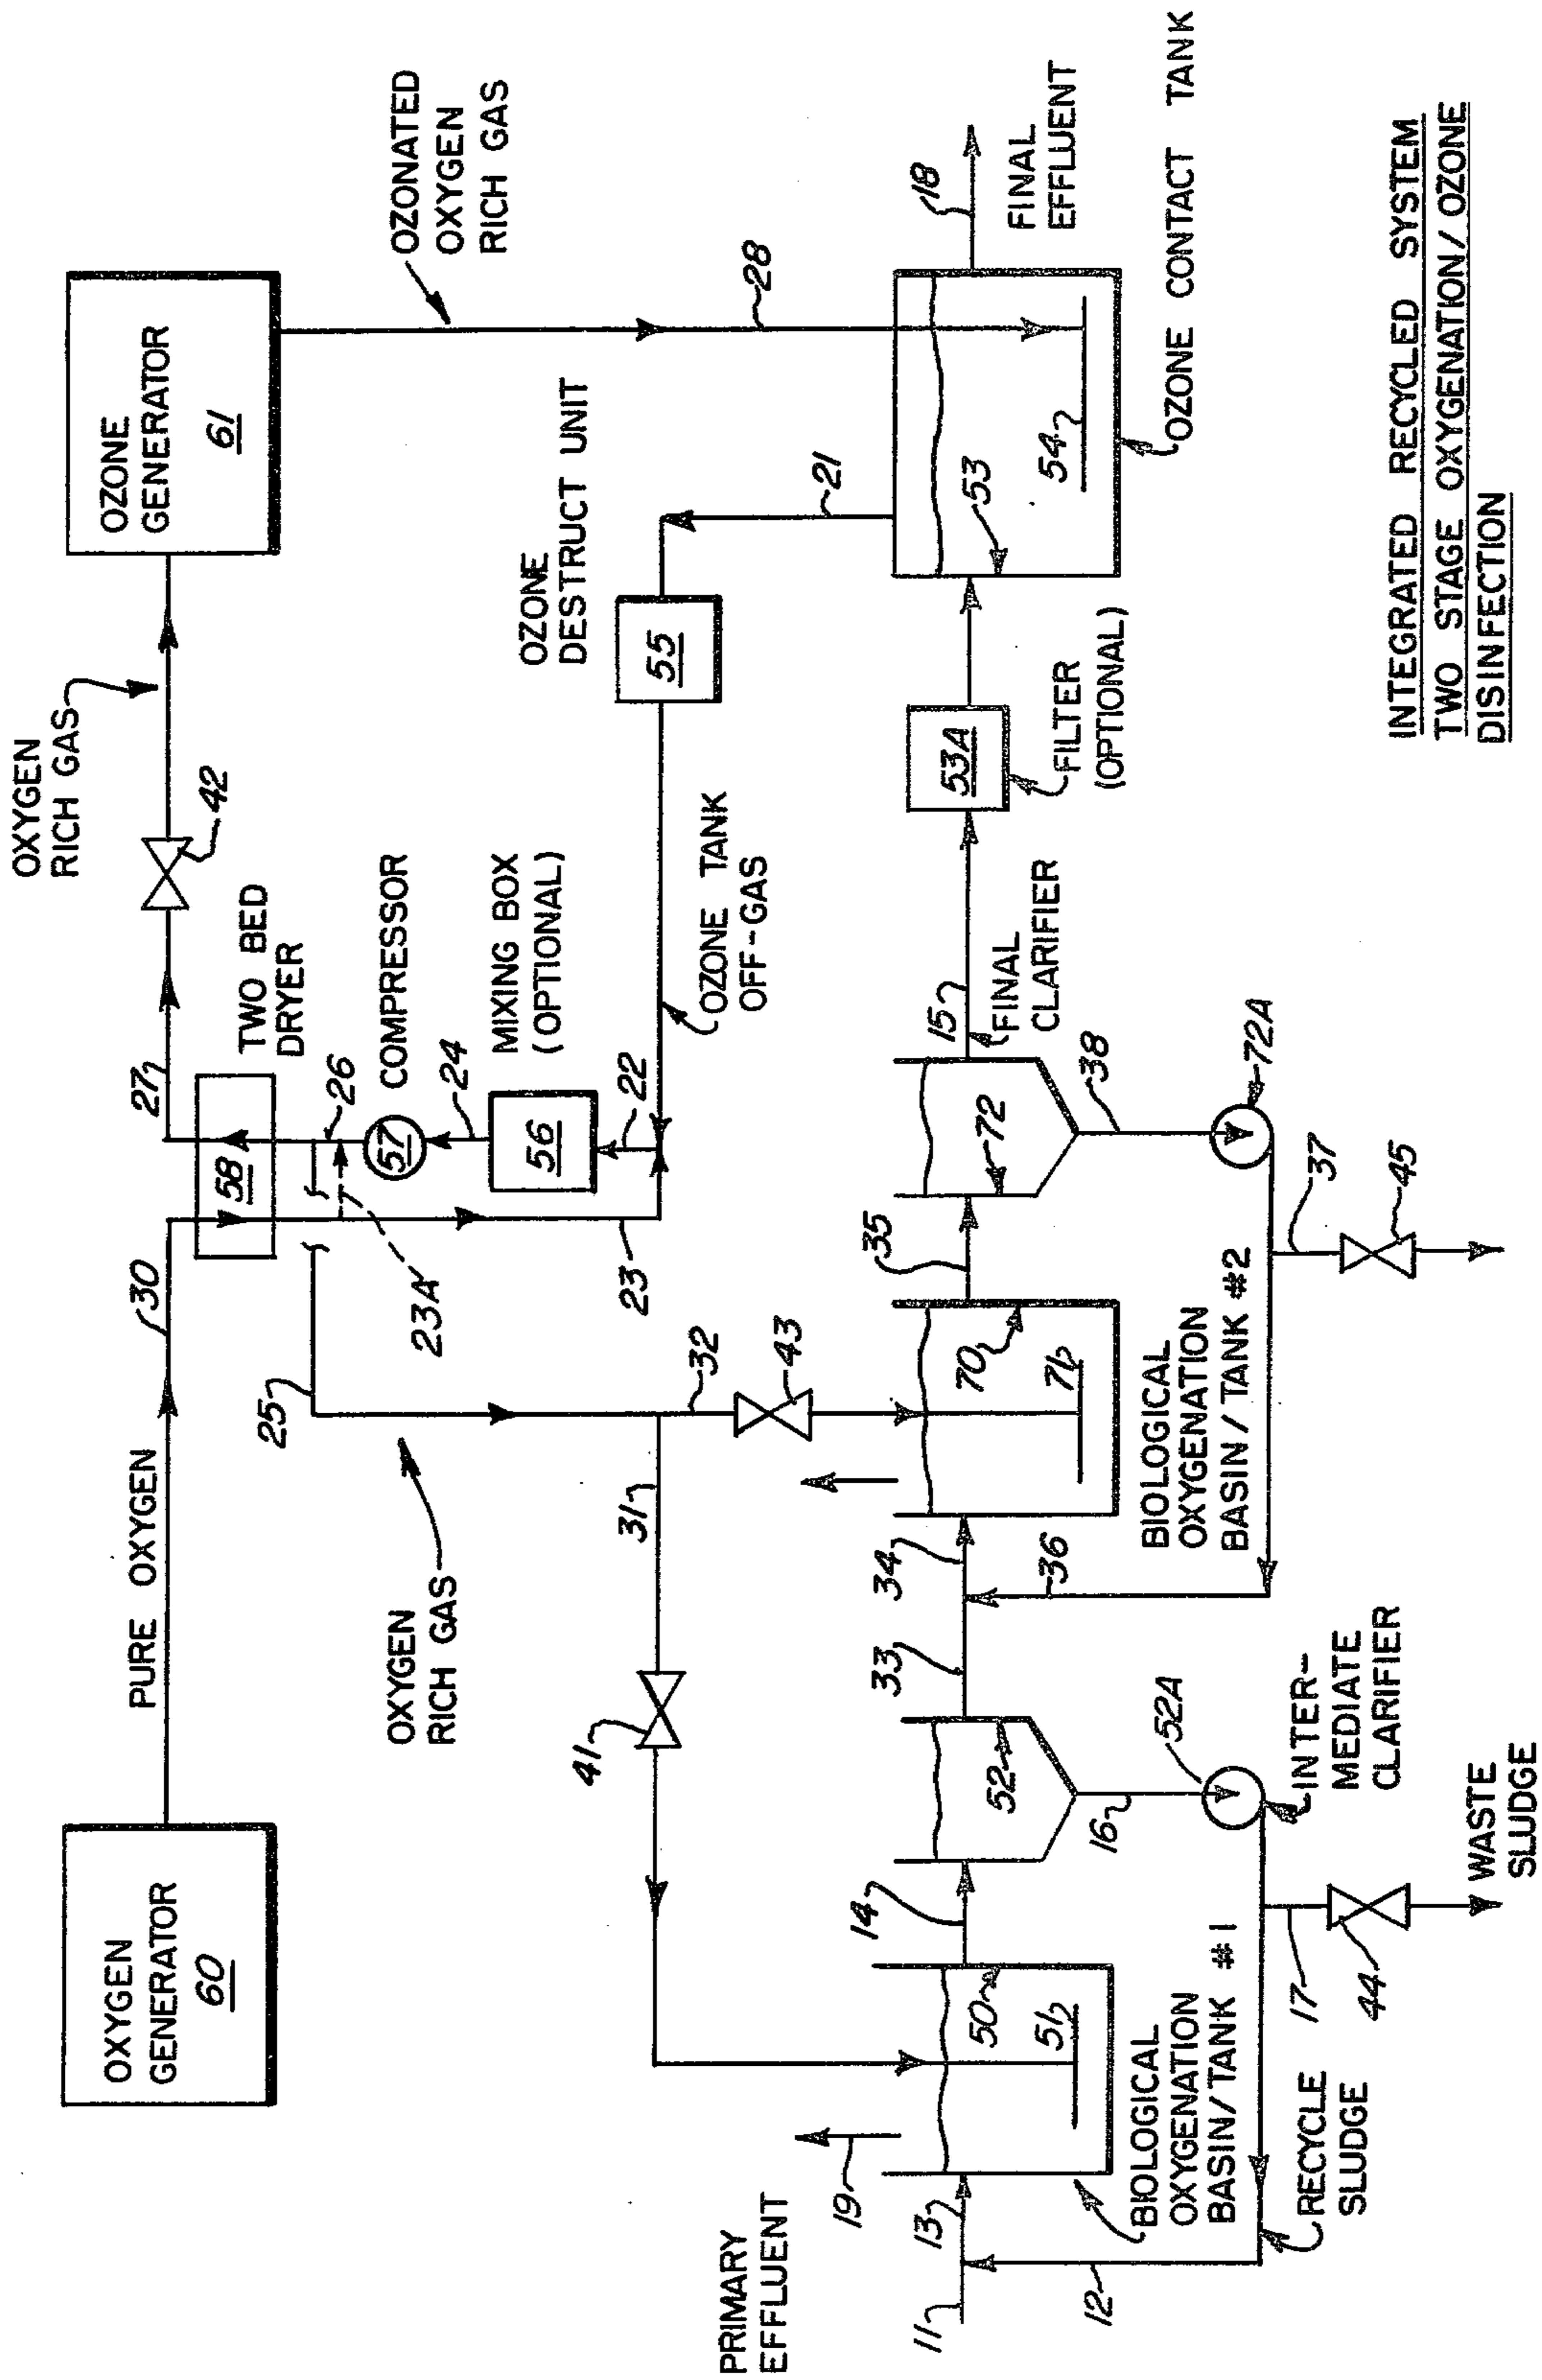 OXYGEN
GENERATOR
60
PURE OXYGEN
30
27
TWO BED
DRYER
58
42
OXYGEN
RICH GAS
OZONE
GENERATOR
61
OZONATED
OXYGEN
RICH GAS
28
25
OXYGEN
RICH GAS
23A
26
COMPRESSOR
57
24
MIXING BOX
(OPTIONAL)
56
22
23
OZONE
DESTRUCT UNIT
55
21
OZONE TANK
OFF-GAS
41
31
32
43
PRIMARY
EFFLUENT
11
12
13
19
50
51
BIOLOGICAL
OXYGENATION
BASIN/TANK #1
RECYCLE
SLUDGE
14
52
16
52A
INTER-
MEDIATE
CLARIFIER
17
44
WASTE
SLUDGE
33
34
36
70
71
BIOLOGICAL
OXYGENATION
BASIN/TANK #2
35
72
38
72A
37
45
15
FINAL
CLARIFIER
53A
FILTER
(OPTIONAL)
53
54
OZONE CONTACT TANK
18
FINAL
EFFLUENT
INTEGRATED RECYCLED SYSTEM
TWO STAGE OXYGENATION/OZONE
DISINFECTION